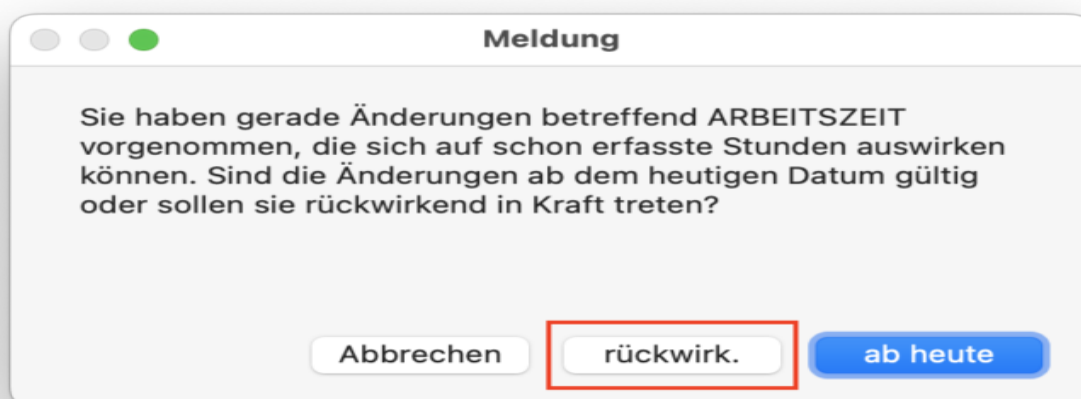 Meldung
Sie haben gerade Änderungen betreffend ARBEITSZEIT
vorgenommen, die sich auf schon erfasste Stunden auswirken
können. Sind die Änderungen ab dem heutigen Datum gültig
oder sollen sie rückwirkend in Kraft treten?
Abbrechen rückwirk. ab heute